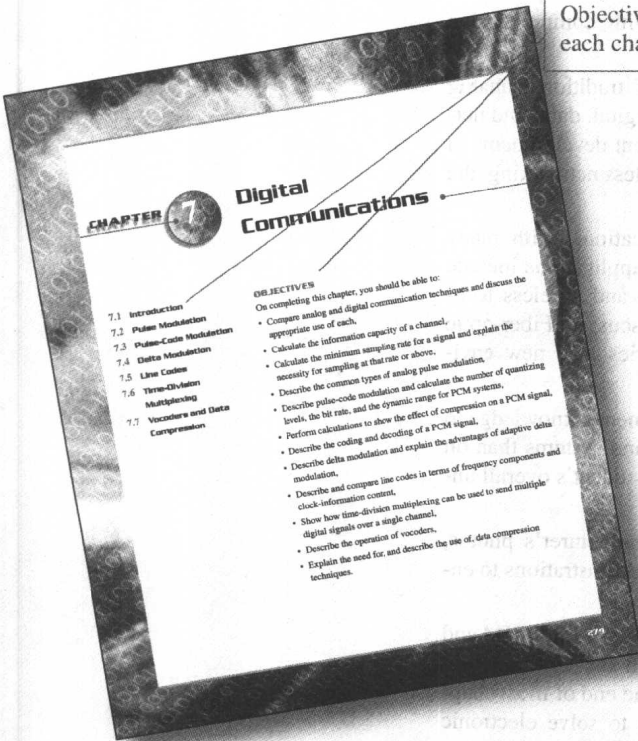 Objectiv
each cha
CHAPTER 7
Digital
Communications
7.1 Introduction
7.2 Pulse Modulation
7.3 Pulse-Code Modulation
7.4 Delta Modulation
7.5 Line Codes
7.6 Time-Division
Multiplexing
7.7 Vocoders and Data
Compression
OBJECTIVES
On completing this chapter, you should be able to:
• Compare analog and digital communication techniques and discuss the
appropriate use of each,
• Calculate the information capacity of a channel,
• Calculate the minimum sampling rate for a signal and explain the
necessity for sampling at that rate or above,
• Describe the common types of analog pulse modulation,
• Describe pulse-code modulation and calculate the number of quantizing
levels, the bit rate, and the dynamic range for PCM systems,
• Perform calculations to show the effect of compression on a PCM signal,
• Describe the coding and decoding of a PCM signal,
• Describe delta modulation and explain the advantages of adaptive delta
modulation,
• Describe and compare line codes in terms of frequency components and
clock-information content,
• Show how time-division multiplexing can be used to send multiple
digital signals over a single channel,
• Describe the operation of vocoders,
• Explain the need for, and describe the use of, data compression
techniques.
279